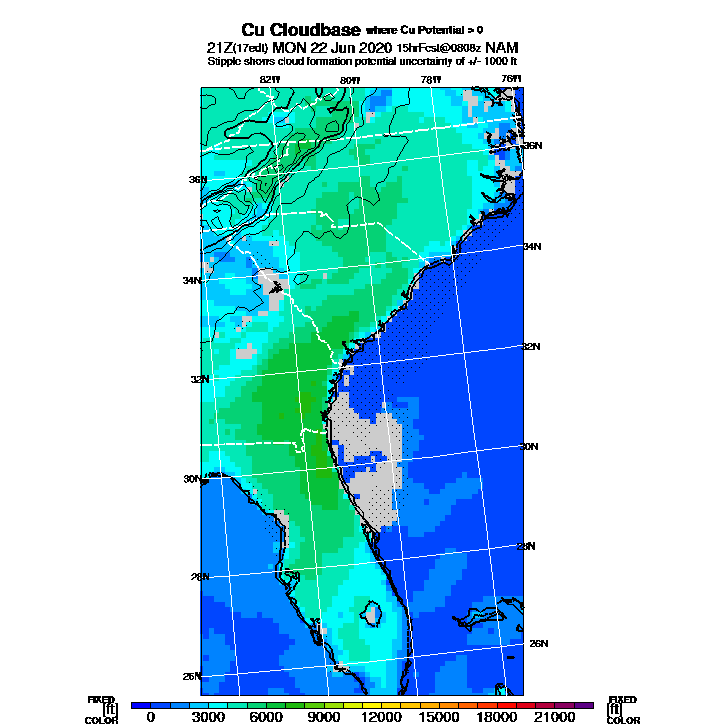 Cu Cloudbase where Cu Potential > 0
21Z(17edt) MON 22 Jun 2020 15hrFcst@0808z NAM
Stipple shows cloud formation potential uncertainty of +/- 1000 ft
82W 80W 78W 76W
36N
36N
34N
34N
32N
32N
30N
30N
28N
28N
26N
26N
FIXED FIXED
[ft] [ft]
COLOR COLOR
0 3000 6000 9000 12000 15000 18000 21000